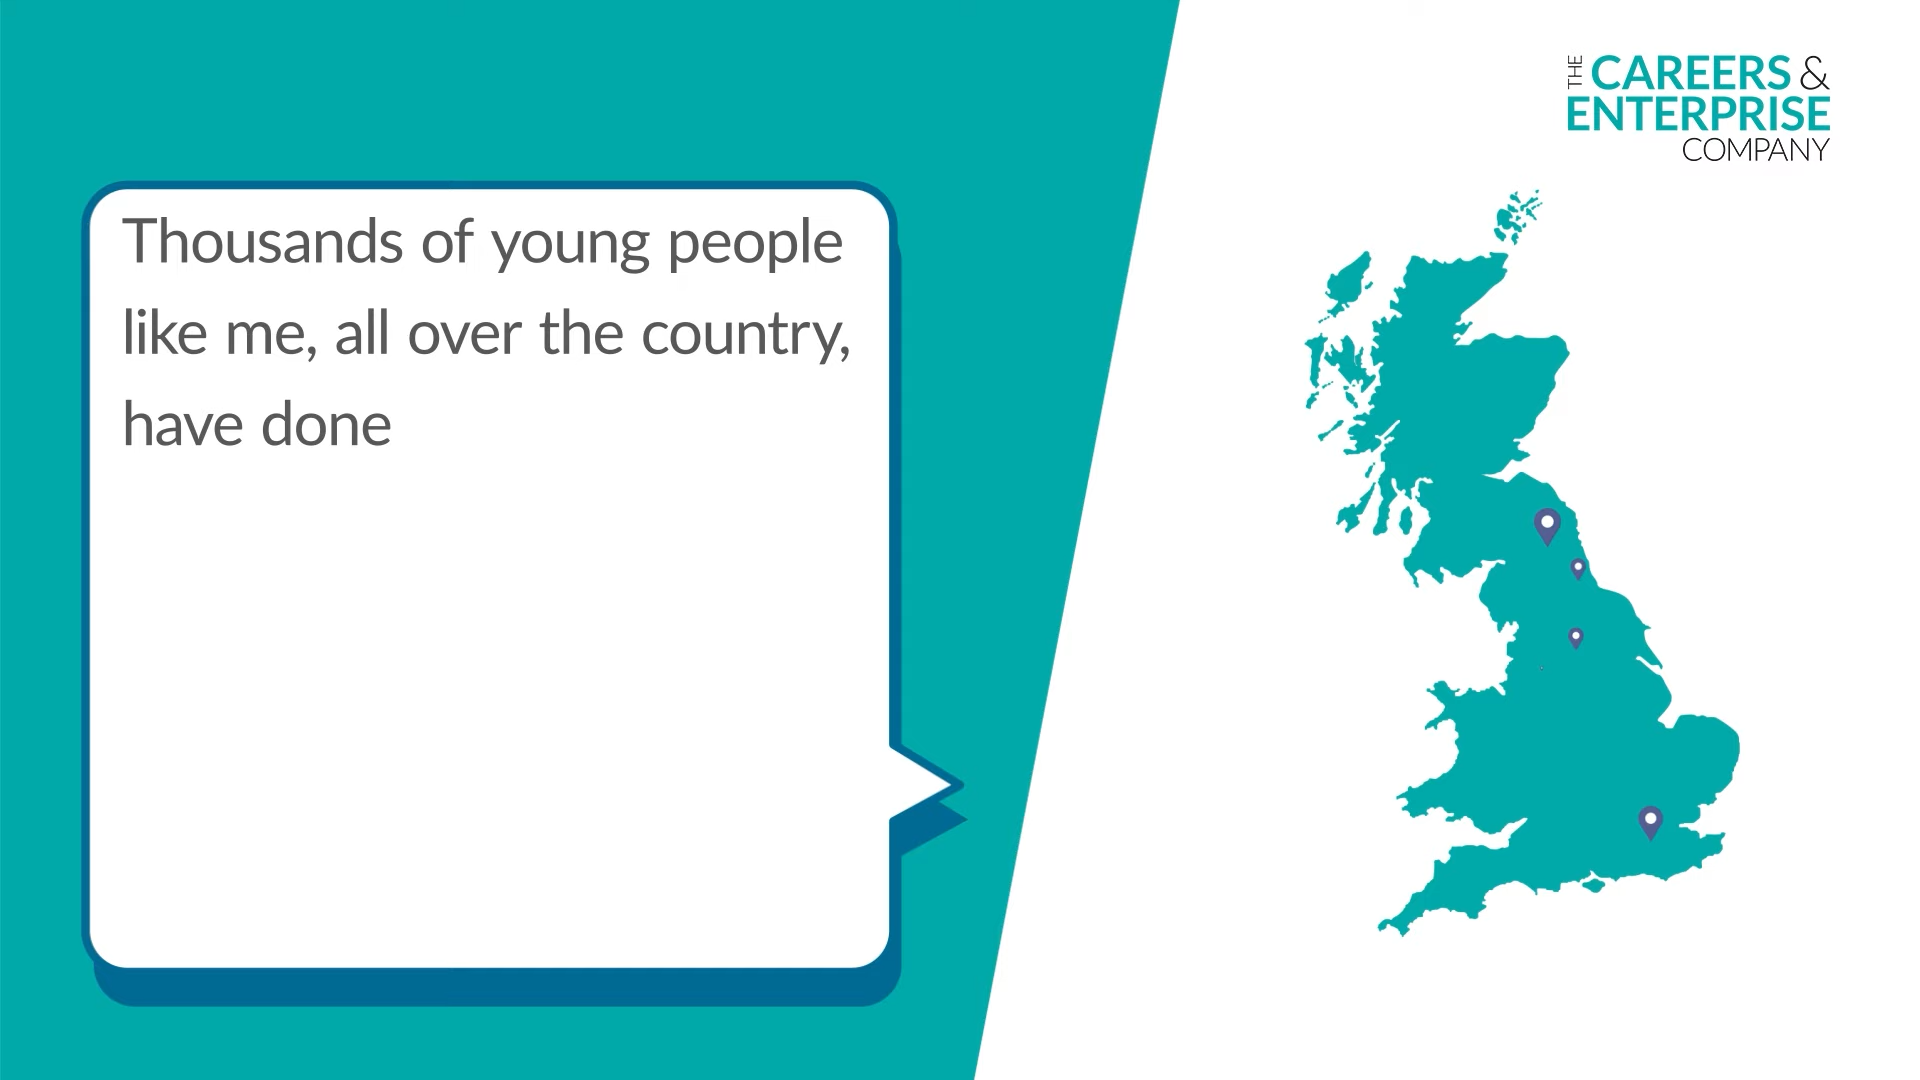 Thousands of young people
like me, all over the country,
have done
THE CAREERS &
ENTERPRISE
COMPANY